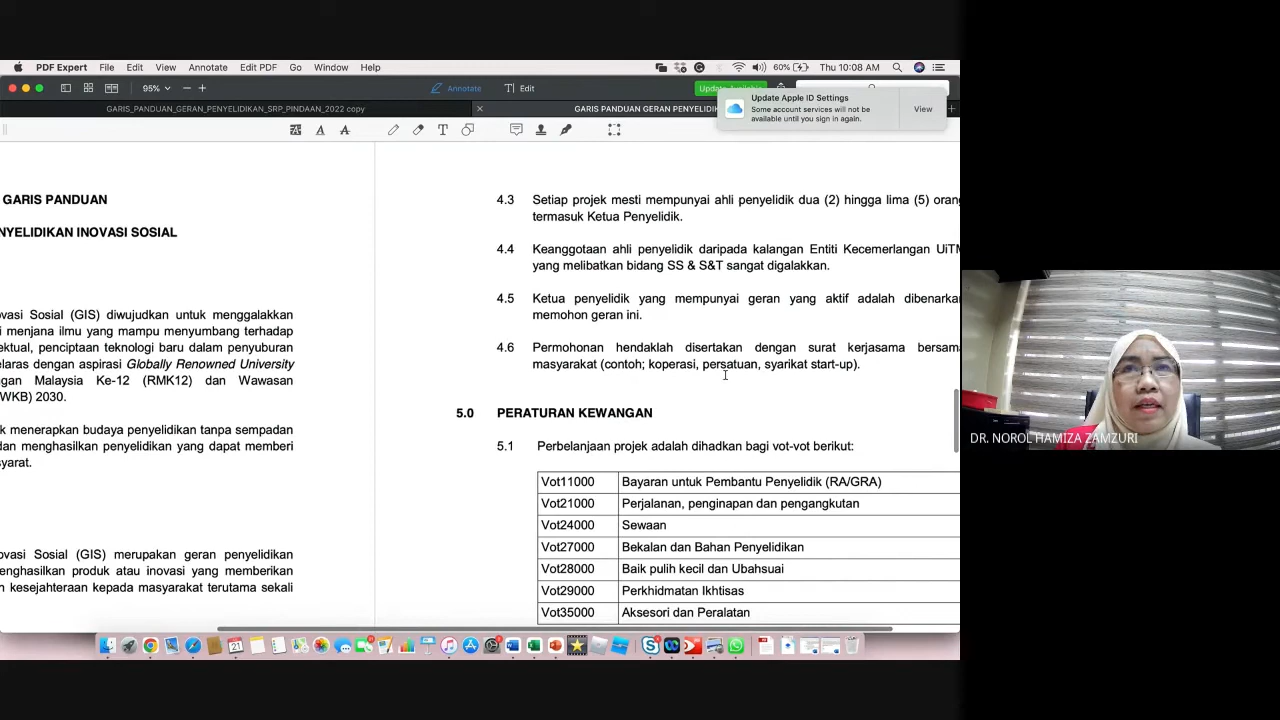 PDF Expert File Edit View Annotate Edit PDF Go Window Help
60% Thu 10:08 AM
95% Annotate Edit Update Available
GARIS_PANDUAN_GERAN_PENYELIDIKAN_SRP_PINDAAN_2022 copy
GARIS PANDUAN GERAN PENYELIDIK
Update Apple ID Settings
Some account services will not be
available until you sign in again.
View
GARIS PANDUAN
NYELIDIKAN INOVASI SOSIAL
ovasi Sosial (GIS) diwujudkan untuk menggalakkan
i menjana ilmu yang mampu menyumbang terhadap
ektual, penciptaan teknologi baru dalam penyuburan
elaras dengan aspirasi Globally Renowned University
gan Malaysia Ke-12 (RMK12) dan Wawasan
WKB) 2030.
k menerapkan budaya penyelidikan tanpa sempadan
dan menghasilkan penyelidikan yang dapat memberi
syarat.
ovasi Sosial (GIS) merupakan geran penyelidikan
enghasilkan produk atau inovasi yang memberikan
n kesejahteraan kepada masyarakat terutama sekali
4.3 Setiap projek mesti mempunyai ahli penyelidik dua (2) hingga lima (5) oran
termasuk Ketua Penyelidik.
4.4 Keanggotaan ahli penyelidik daripada kalangan Entiti Kecemerlangan UiTM
yang melibatkan bidang SS & S&T sangat digalakkan.
4.5 Ketua penyelidik yang mempunyai geran yang aktif adalah dibenarka
memohon geran ini.
4.6 Permohonan hendaklah disertakan dengan surat kerjasama bersama
masyarakat (contoh; koperasi, persatuan, syarikat start-up).
5.0 PERATURAN KEWANGAN
5.1 Perbelanjaan projek adalah dihadkan bagi vot-vot berikut:
Vot11000 Bayaran untuk Pembantu Penyelidik (RA/GRA)
Vot21000 Perjalanan, penginapan dan pengangkutan
Vot24000 Sewaan
Vot27000 Bekalan dan Bahan Penyelidikan
Vot28000 Baik pulih kecil dan Ubahsuai
Vot29000 Perkhidmatan Ikhtisas
Vot35000 Aksesori dan Peralatan
DR. NOROL HAMIZA ZAMZURI